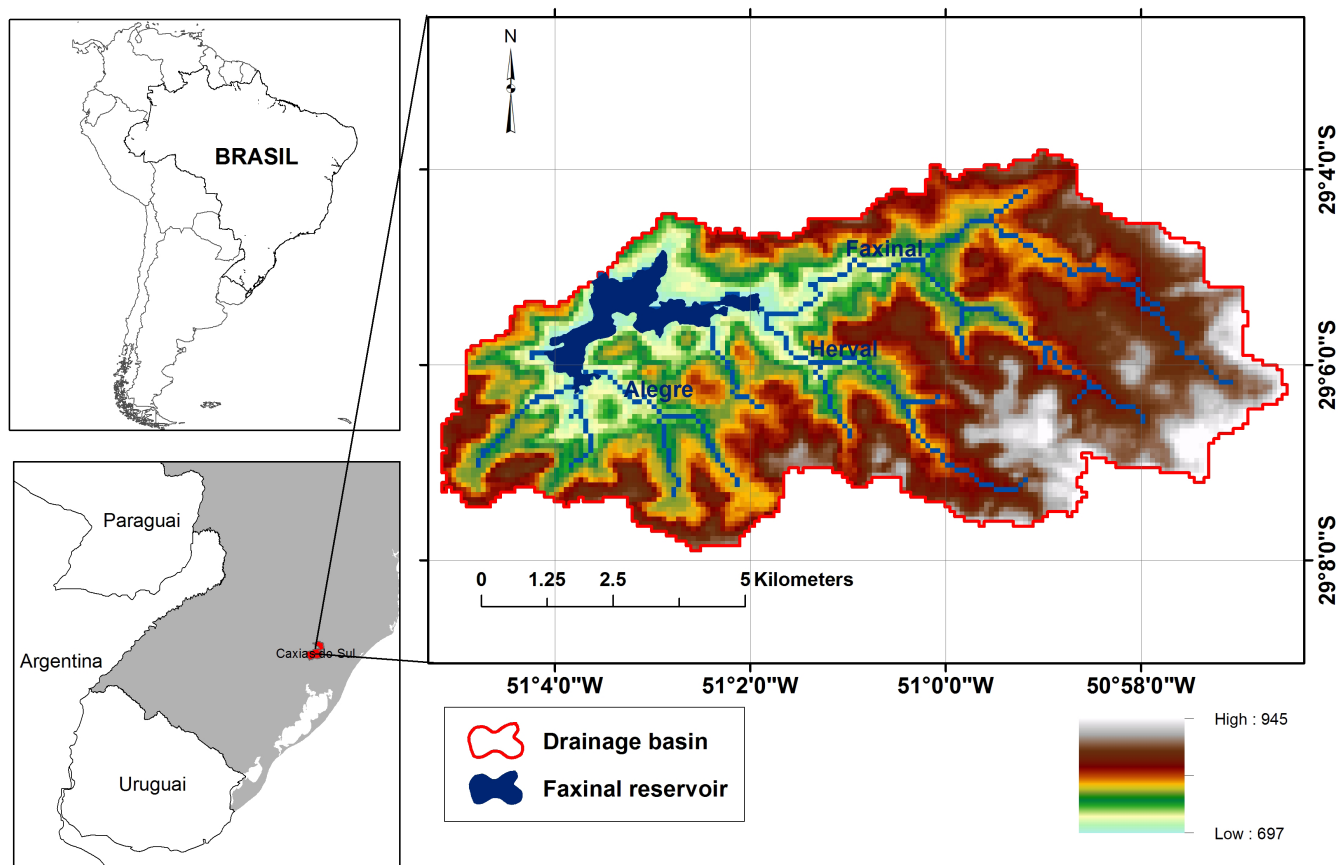 BRASIL
Paraguai
Argentina
Caxias do Sul
Uruguai
N
Faxinal
Herval
Alegre
0 1.25 2.5 5 Kilometers
29°4'0"S
29°6'0"S
29°8'0"S
51°4'0"W 51°2'0"W 51°0'0"W 50°58'0"W
Drainage basin
Faxinal reservoir
High : 945
Low : 697